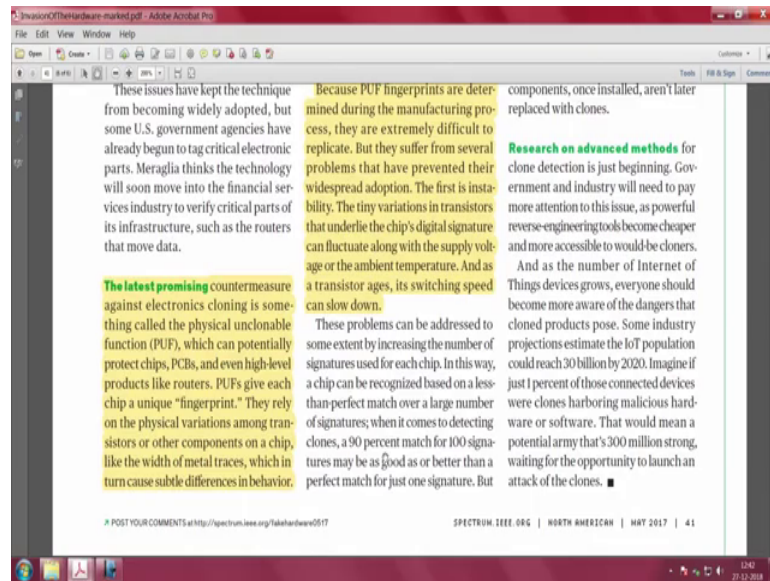 InvasionOfTheHardware-marked.pdf - Adobe Acrobat Pro
File Edit View Window Help
Open Create Customize
Tools Fill & Sign Comment
These issues have kept the technique
from becoming widely adopted, but
some U.S. government agencies have
already begun to tag critical electronic
parts. Meraglia thinks the technology
will soon move into the financial ser-
vices industry to verify critical parts of
its infrastructure, such as the routers
that move data.
The latest promising countermeasure
against electronics cloning is some-
thing called the physical unclonable
function (PUF), which can potentially
protect chips, PCBs, and even high-level
products like routers. PUFs give each
chip a unique “fingerprint.” They rely
on the physical variations among tran-
sistors or other components on a chip,
like the width of metal traces, which in
turn cause subtle differences in behavior.
Because PUF fingerprints are deter-
mined during the manufacturing pro-
cess, they are extremely difficult to
replicate. But they suffer from several
problems that have prevented their
widespread adoption. The first is insta-
bility. The tiny variations in transistors
that underlie the chip’s digital signature
can fluctuate along with the supply volt-
age or the ambient temperature. And as
a transistor ages, its switching speed
can slow down.
These problems can be addressed to
some extent by increasing the number of
signatures used for each chip. In this way,
a chip can be recognized based on a less-
than-perfect match over a large number
of signatures; when it comes to detecting
clones, a 90 percent match for 100 signa-
tures may be as good as or better than a
perfect match for just one signature. But
components, once installed, aren’t later
replaced with clones.
Research on advanced methods for
clone detection is just beginning. Gov-
ernment and industry will need to pay
more attention to this issue, as powerful
reverse-engineering tools become cheaper
and more accessible to would-be cloners.
And as the number of Internet of
Things devices grows, everyone should
become more aware of the dangers that
cloned products pose. Some industry
projections estimate the IoT population
could reach 30 billion by 2020. Imagine if
just 1 percent of those connected devices
were clones harboring malicious hard-
ware or software. That would mean a
potential army that’s 300 million strong,
waiting for the opportunity to launch an
attack of the clones. ■
↗ POST YOUR COMMENTS at http://spectrum.ieee.org/fakehardware0517
SPECTRUM.IEEE.ORG | NORTH AMERICAN | MAY 2017 | 41
12:42
27-12-2018